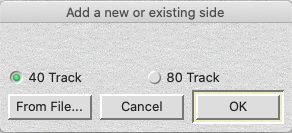 Add a new or existing side
40 Track 80 Track
From File... Cancel OK